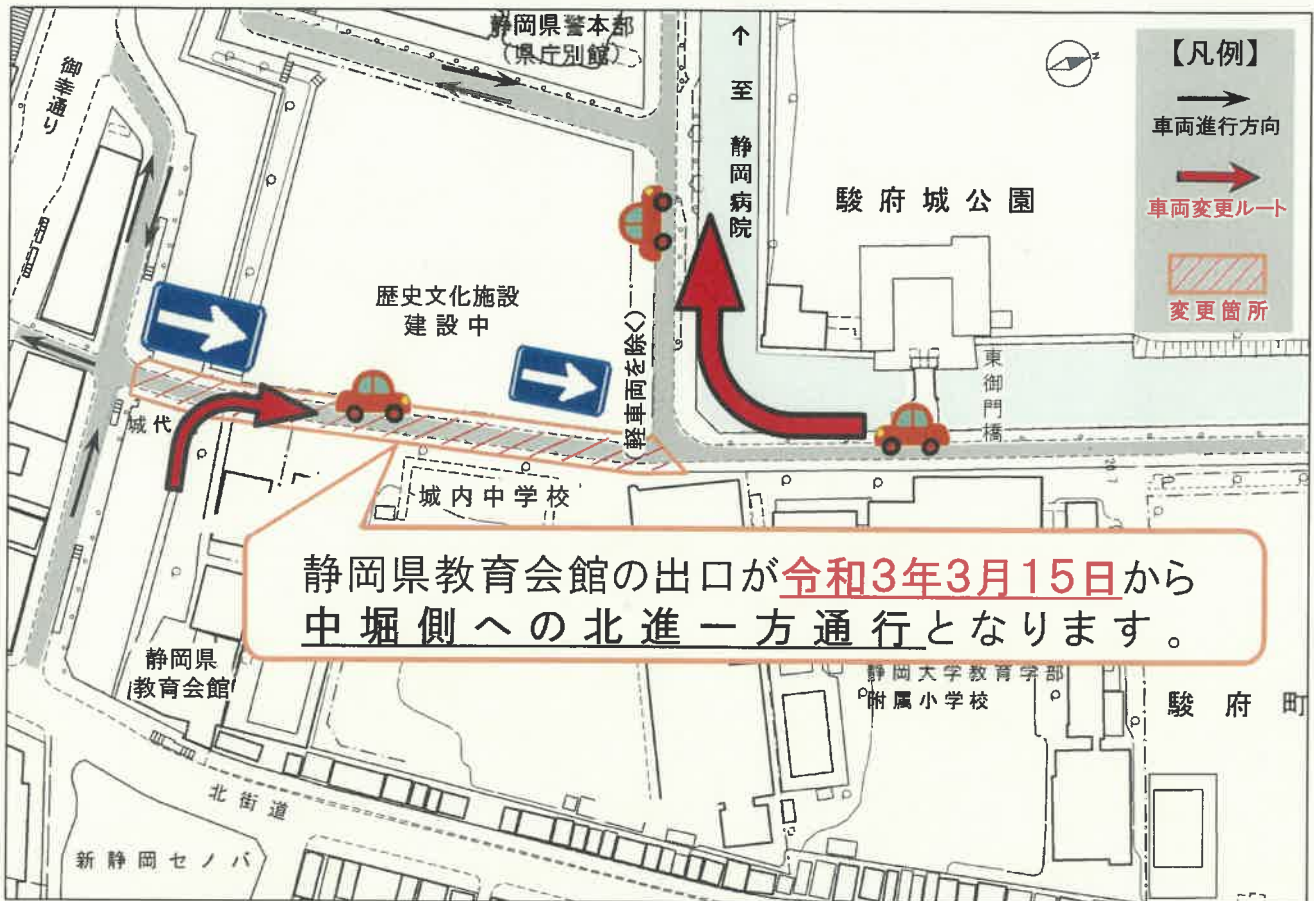 静岡県警本部
(県庁別館)
御幸通り
↑ 至 静岡病院
N
【凡例】
車両進行方向
車両変更ルート
変更箇所
駿府城公園
歴史文化施設
建設中
(軽車両を除く)
東御門橋
城代
城内中学校
静岡県教育会館の出口が令和3年3月15日から
中堀側への北進一方通行となります。
静岡県
教育会館
静岡大学教育学部
附属小学校
駿府町
北街道
新静岡セノバ